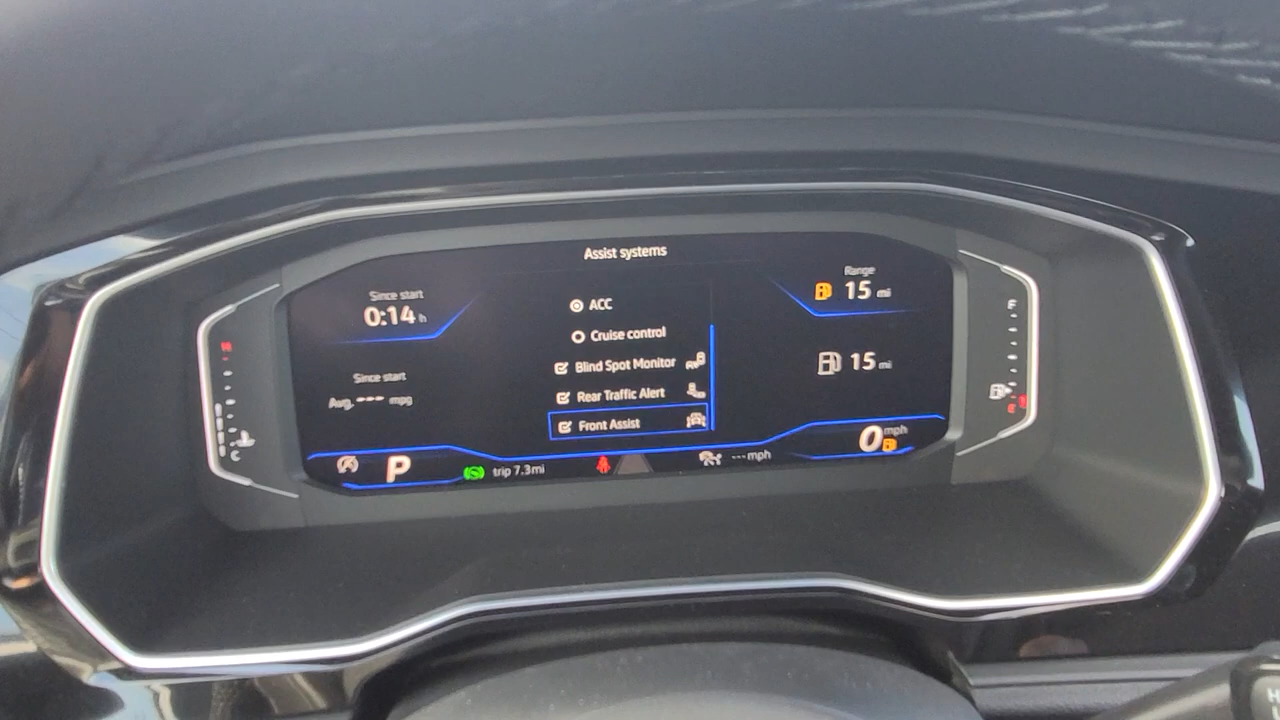 Assist systems
Since start
0:14 h
Since start
Avg. --- mpg
ACC
Cruise control
Blind Spot Monitor
Rear Traffic Alert
Front Assist
Range
15 mi
15 mi
0 mph
P
trip 7.3mi
---mph
H
C
F
E
H